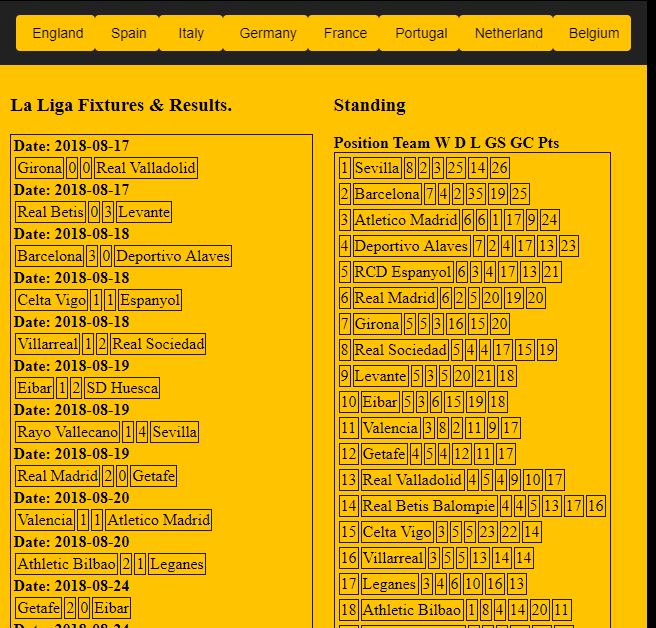 England Spain Italy Germany France Portugal Netherland Belgium
La Liga Fixtures & Results.
Date: 2018-08-17
Girona 0 0 Real Valladolid
Date: 2018-08-17
Real Betis 0 3 Levante
Date: 2018-08-18
Barcelona 3 0 Deportivo Alaves
Date: 2018-08-18
Celta Vigo 1 1 Espanyol
Date: 2018-08-18
Villarreal 1 2 Real Sociedad
Date: 2018-08-19
Eibar 1 2 SD Huesca
Date: 2018-08-19
Rayo Vallecano 1 4 Sevilla
Date: 2018-08-19
Real Madrid 2 0 Getafe
Date: 2018-08-20
Valencia 1 1 Atletico Madrid
Date: 2018-08-20
Athletic Bilbao 2 1 Leganes
Date: 2018-08-24
Getafe 2 0 Eibar
Standing
Position Team W D L GS GC Pts
1 Sevilla 8 2 3 25 14 26
2 Barcelona 7 4 2 35 19 25
3 Atletico Madrid 6 6 1 17 9 24
4 Deportivo Alaves 7 2 4 17 13 23
5 RCD Espanyol 6 3 4 17 13 21
6 Real Madrid 6 2 5 20 19 20
7 Girona 5 5 3 16 15 20
8 Real Sociedad 5 4 4 17 15 19
9 Levante 5 3 5 20 21 18
10 Eibar 5 3 6 15 19 18
11 Valencia 3 8 2 11 9 17
12 Getafe 4 5 4 12 11 17
13 Real Valladolid 4 5 4 9 10 17
14 Real Betis Balompie 4 4 5 13 17 16
15 Celta Vigo 3 5 5 23 22 14
16 Villarreal 3 5 5 13 14 14
17 Leganes 3 4 6 10 16 13
18 Athletic Bilbao 1 8 4 14 20 11